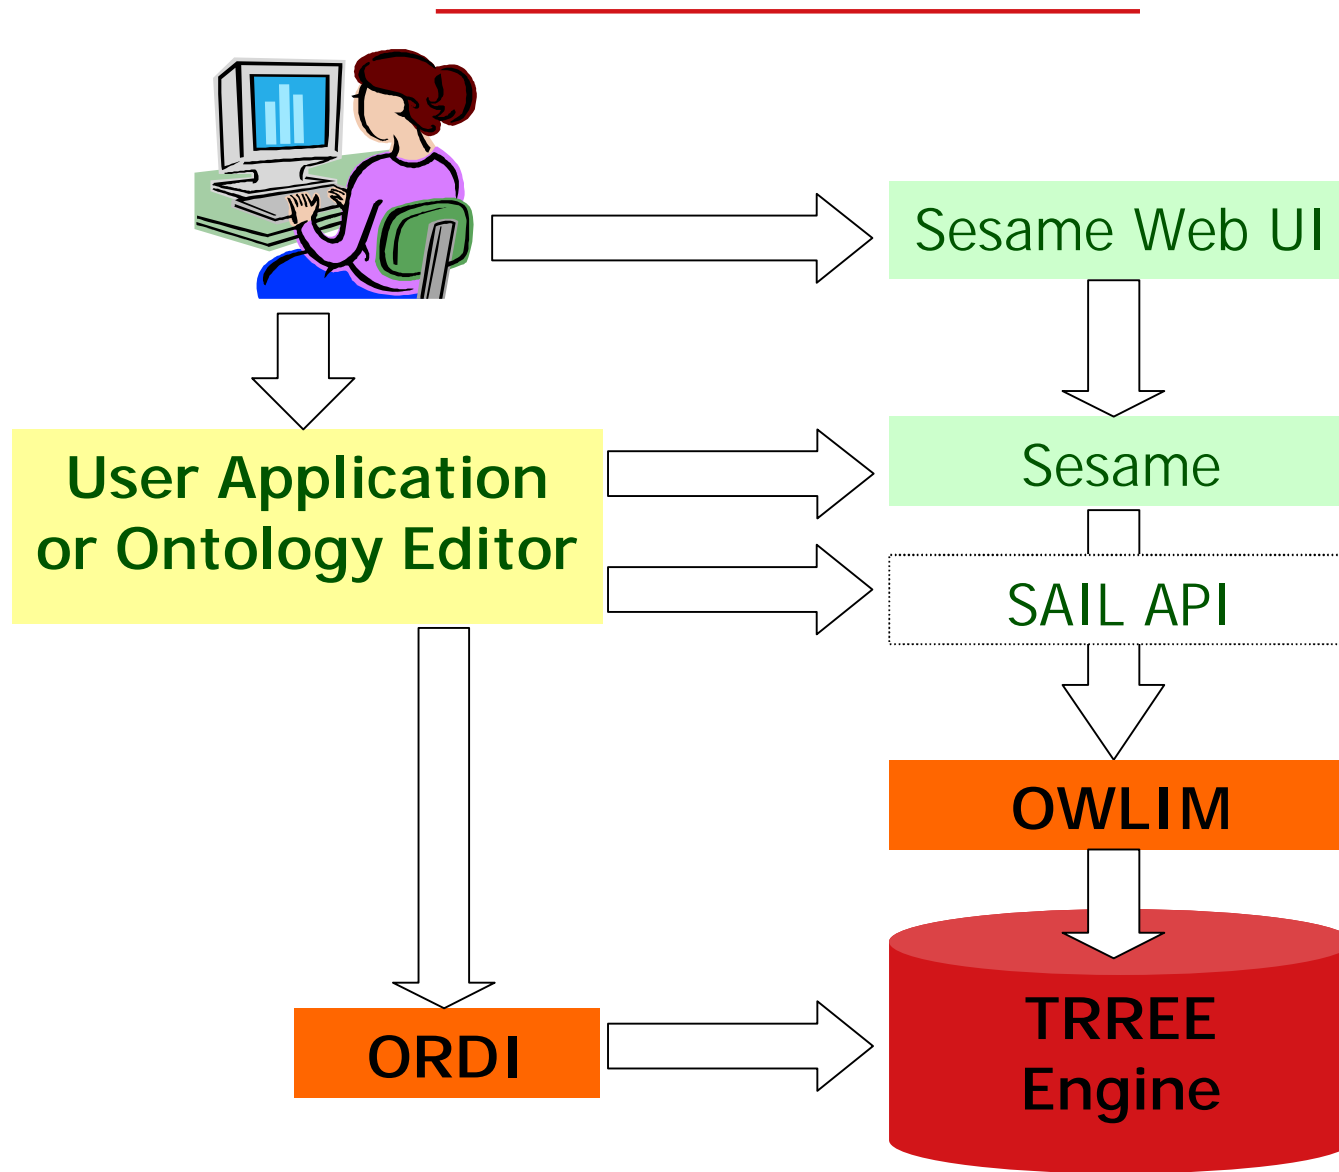 Sesame Web UI
User Application
or Ontology Editor
Sesame
SAIL API
OWLIM
ORDI
TRREE
Engine